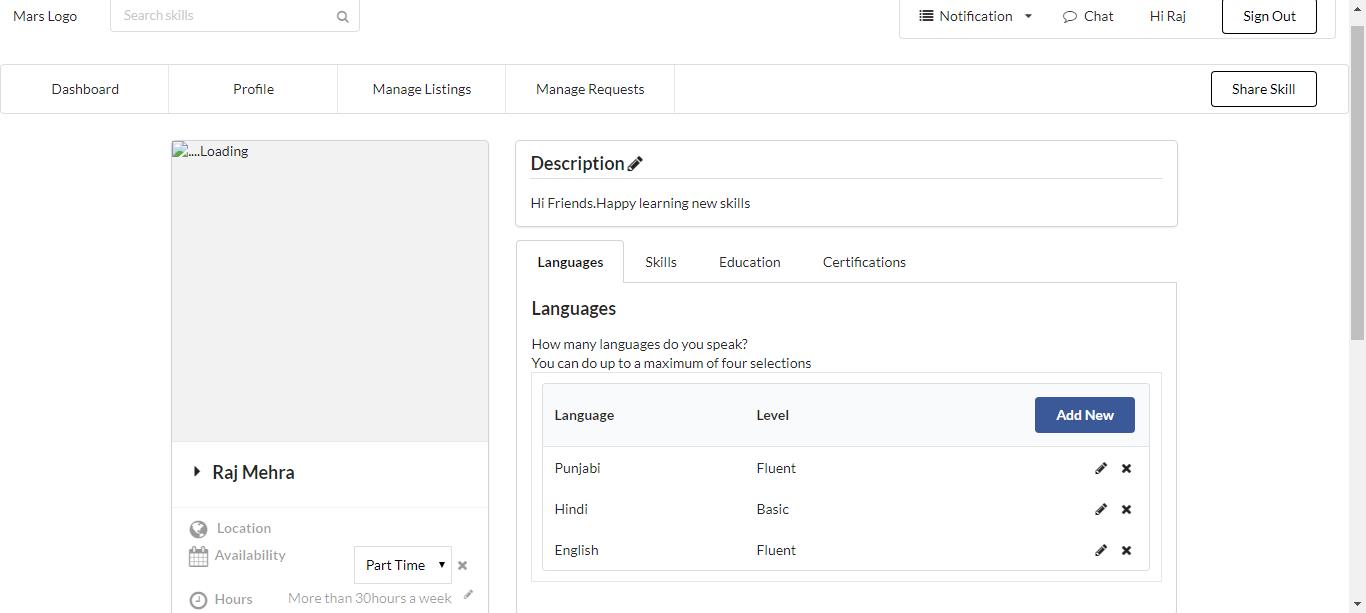 Mars Logo
Search skills
Notification
Chat
Hi Raj
Sign Out
Dashboard
Profile
Manage Listings
Manage Requests
Share Skill
....Loading
Raj Mehra
Location
Availability
Part Time
Hours
More than 30hours a week
Description
Hi Friends.Happy learning new skills
Languages
Skills
Education
Certifications
Languages
How many languages do you speak?
You can do up to a maximum of four selections
Language Level Add New
Punjabi Fluent
Hindi Basic
English Fluent